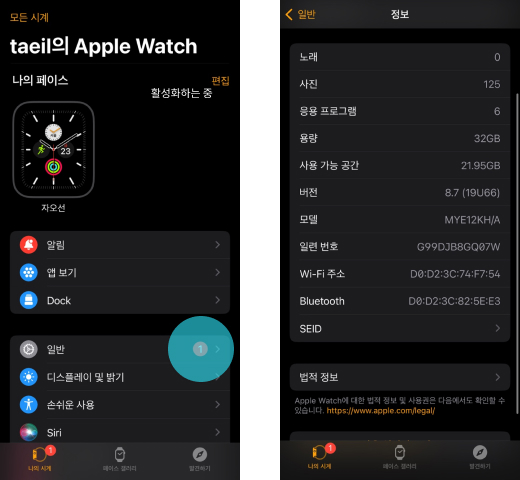 모든 시계
taeil의 Apple Watch
나의 페이스
편집
활성화하는 중
23
자오선
알림
앱 보기
Dock
일반
1
디스플레이 및 밝기
손쉬운 사용
Siri
1
나의 시계
페이스 갤러리
발견하기
일반
정보
노래 0
사진 125
응용 프로그램 6
용량 32GB
사용 가능 공간 21.95GB
버전 8.7 (19U66)
모델 MYE12KH/A
일련 번호 G99DJB8GQ07W
Wi-Fi 주소 D0:D2:3C:74:F7:54
Bluetooth D0:D2:3C:82:5E:E3
SEID
법적 정보
Apple Watch에 대한 법적 정보 및 사용권은 다음에서도 확인할 수
있습니다. https://www.apple.com/legal/
1
나의 시계
페이스 갤러리
발견하기